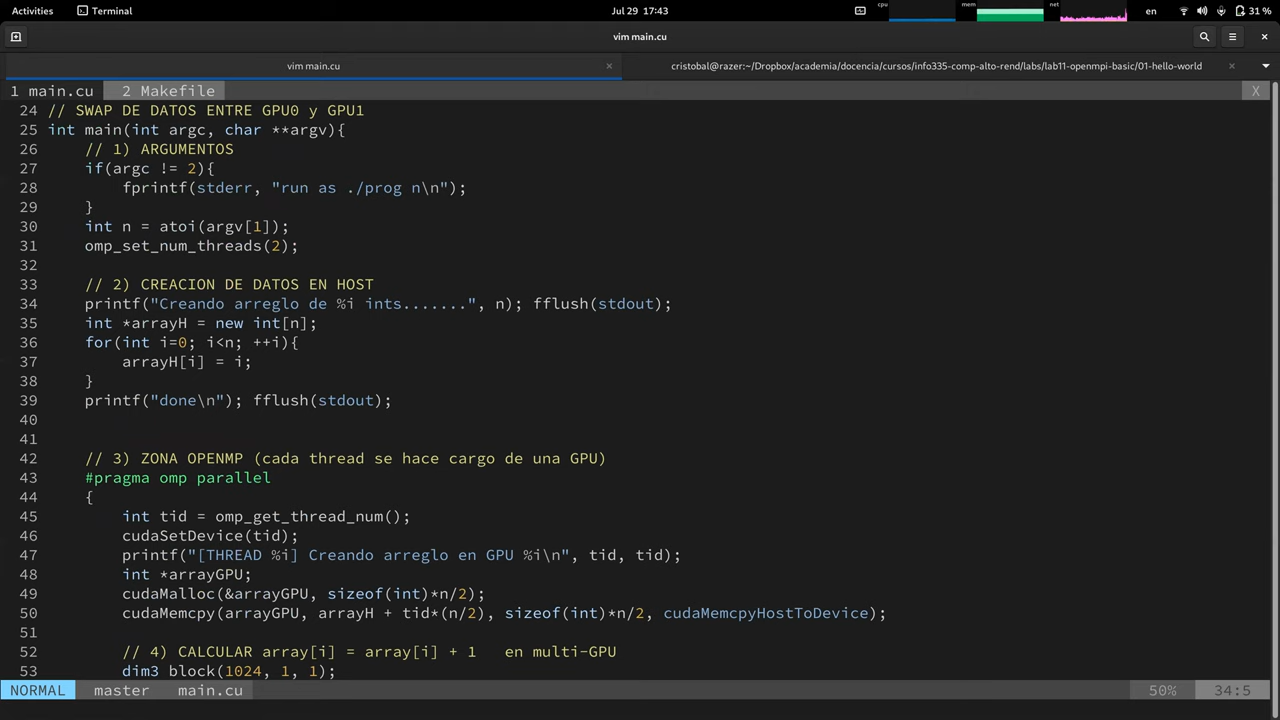 Activities Terminal Jul 29 17:43 cpu mem net en 31 %
vim main.cu
vim main.cu × cristobal@razer:~/Dropbox/academia/docencia/cursos/info335-comp-alto-rend/labs/lab11-openmpi-basic/01-hello-world ×
1 main.cu 2 Makefile X
24 // SWAP DE DATOS ENTRE GPU0 y GPU1
25 int main(int argc, char **argv){
26     // 1) ARGUMENTOS
27     if(argc != 2){
28         fprintf(stderr, "run as ./prog n\n");
29     }
30     int n = atoi(argv[1]);
31     omp_set_num_threads(2);
32
33     // 2) CREACION DE DATOS EN HOST
34     printf("Creando arreglo de %i ints.......", n); fflush(stdout);
35     int *arrayH = new int[n];
36     for(int i=0; i<n; ++i){
37         arrayH[i] = i;
38     }
39     printf("done\n"); fflush(stdout);
40
41
42     // 3) ZONA OPENMP (cada thread se hace cargo de una GPU)
43     #pragma omp parallel
44     {
45         int tid = omp_get_thread_num();
46         cudaSetDevice(tid);
47         printf("[THREAD %i] Creando arreglo en GPU %i\n", tid, tid);
48         int *arrayGPU;
49         cudaMalloc(&arrayGPU, sizeof(int)*n/2);
50         cudaMemcpy(arrayGPU, arrayH + tid*(n/2), sizeof(int)*n/2, cudaMemcpyHostToDevice);
51
52         // 4) CALCULAR array[i] = array[i] + 1   en multi-GPU
53         dim3 block(1024, 1, 1);
NORMAL master main.cu 50% 34:5